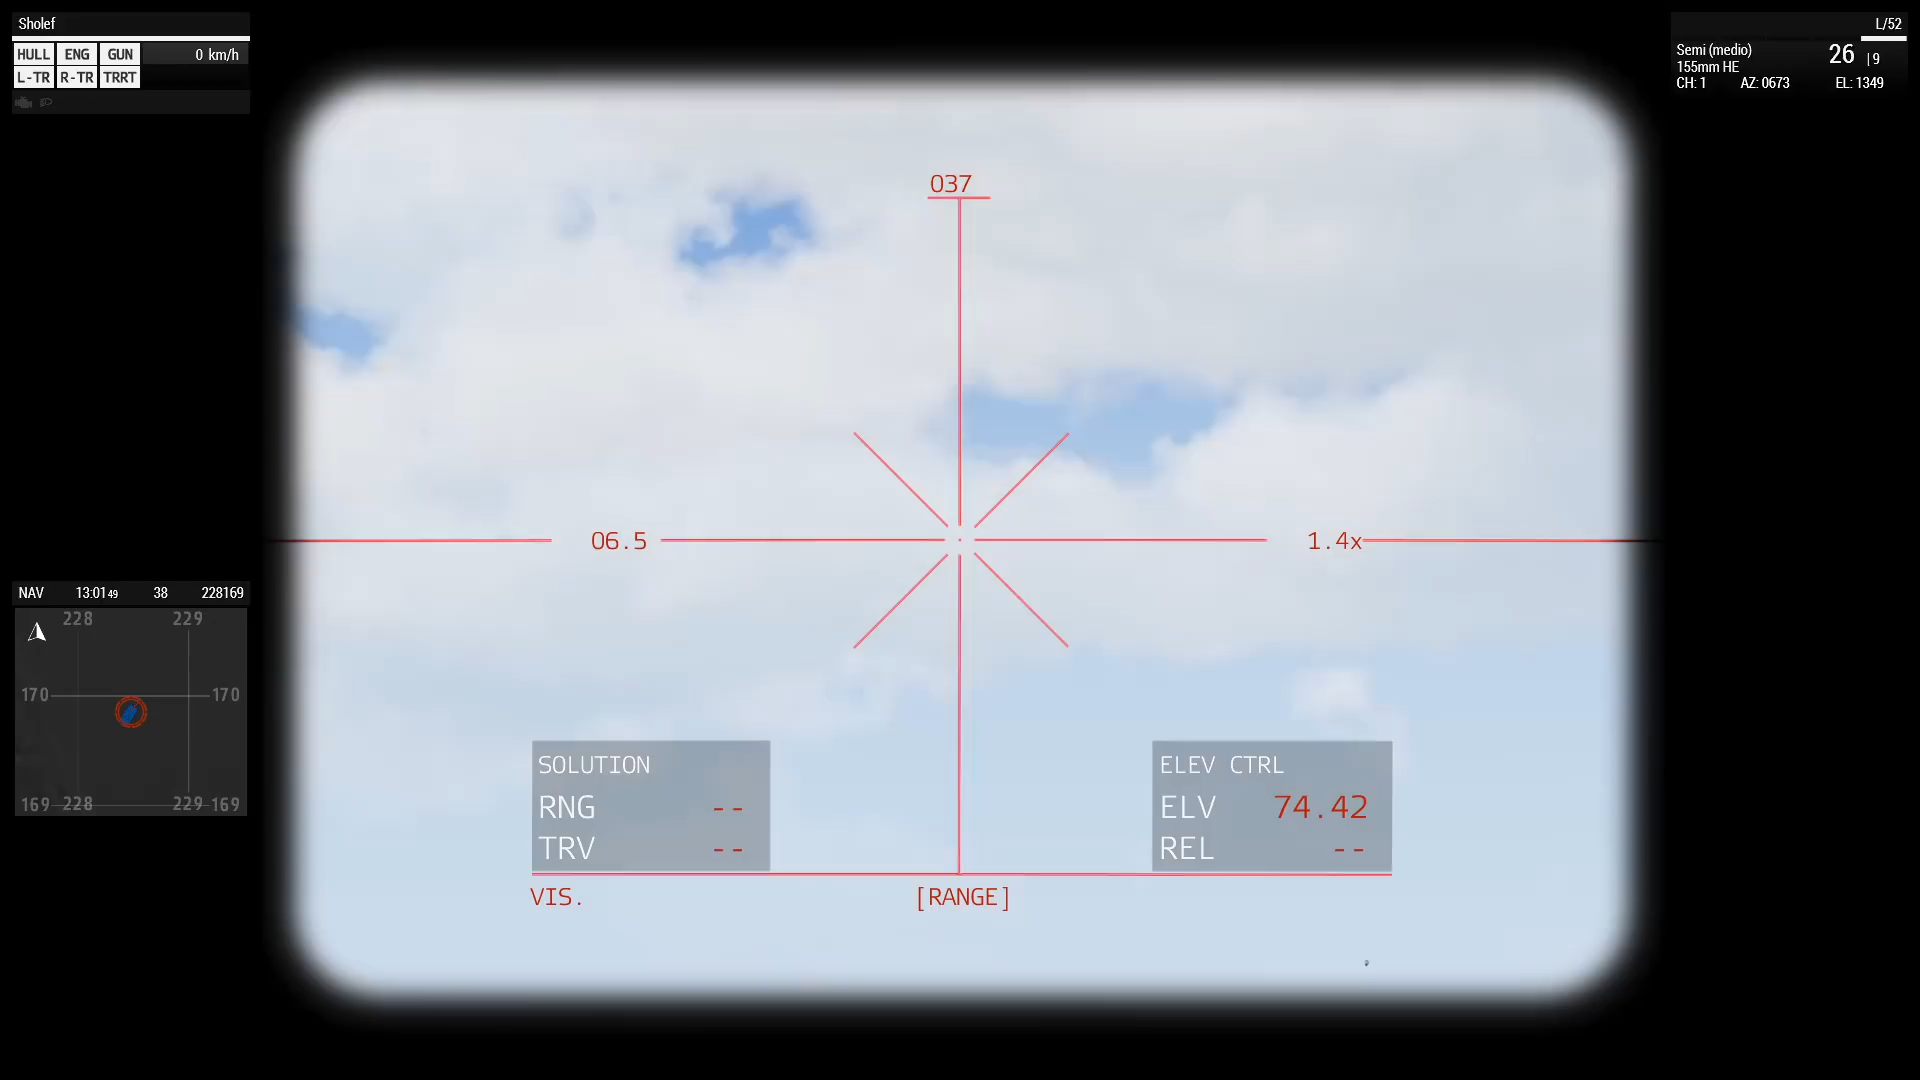 Sholef
HULL ENG GUN 0 km/h
L-TR R-TR TRRT
L/52
Semi (medio) 26 |9
155mm HE
CH: 1 AZ: 0673 EL: 1349
037
06.5 1.4x
NAV 13:01 49 38 228169
228 229
170 170
169 228 229 169
SOLUTION
RNG --
TRV --
ELEV CTRL
ELV 74.42
REL --
VIS. [RANGE]